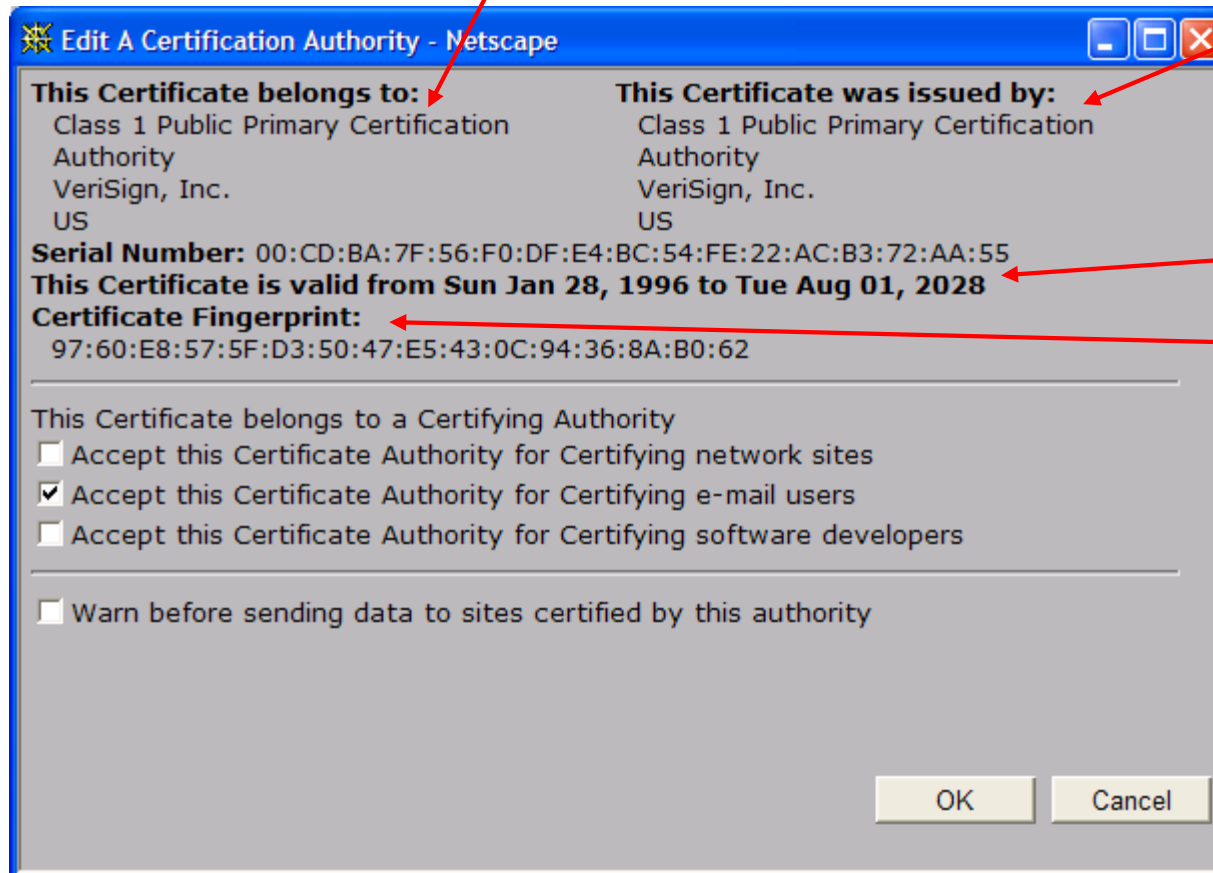 Edit A Certification Authority - Netscape
This Certificate belongs to: This Certificate was issued by:
Class 1 Public Primary Certification Class 1 Public Primary Certification
Authority Authority
VeriSign, Inc. VeriSign, Inc.
US US
Serial Number: 00:CD:BA:7F:56:F0:DF:E4:BC:54:FE:22:AC:B3:72:AA:55
This Certificate is valid from Sun Jan 28, 1996 to Tue Aug 01, 2028
Certificate Fingerprint:
97:60:E8:57:5F:D3:50:47:E5:43:0C:94:36:8A:B0:62
This Certificate belongs to a Certifying Authority
Accept this Certificate Authority for Certifying network sites
Accept this Certificate Authority for Certifying e-mail users
Accept this Certificate Authority for Certifying software developers
Warn before sending data to sites certified by this authority
OK Cancel